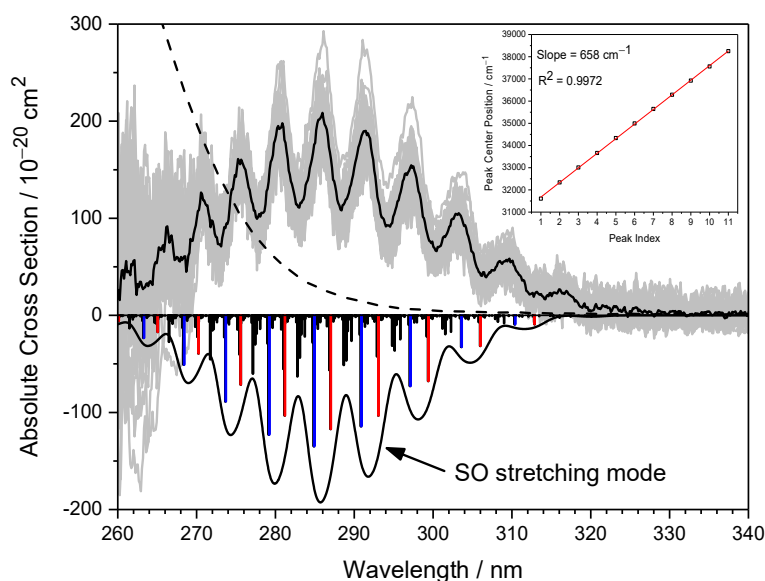 300
200
100
0
-100
-200
260 270 280 290 300 310 320 330 340
Absolute Cross Section / 10⁻²⁰ cm²
Wavelength / nm
SO stretching mode
Slope = 658 cm⁻¹
R² = 0.9972
39000
38000
37000
36000
35000
34000
33000
32000
31000
1 2 3 4 5 6 7 8 9 10 11
Peak Center Position / cm⁻¹
Peak Index